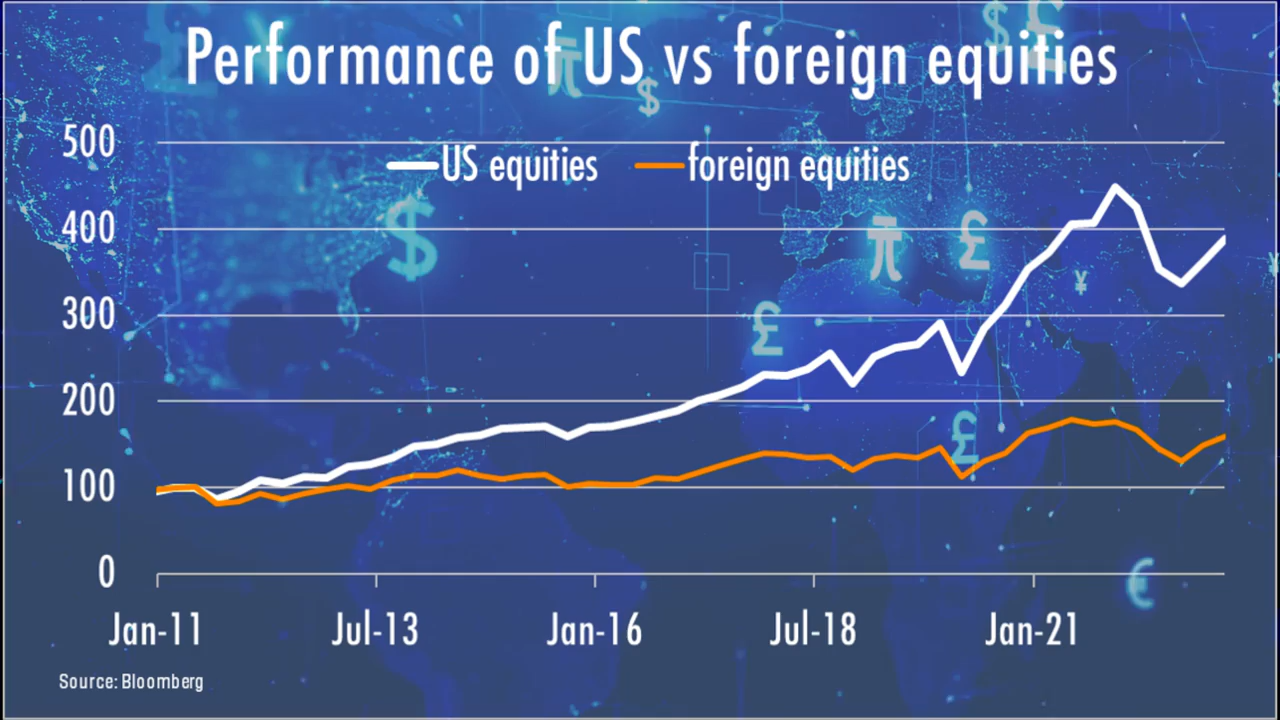 Performance of US vs foreign equities
500
US equities foreign equities
400
300
200
100
0
Jan-11 Jul-13 Jan-16 Jul-18 Jan-21
Source: Bloomberg